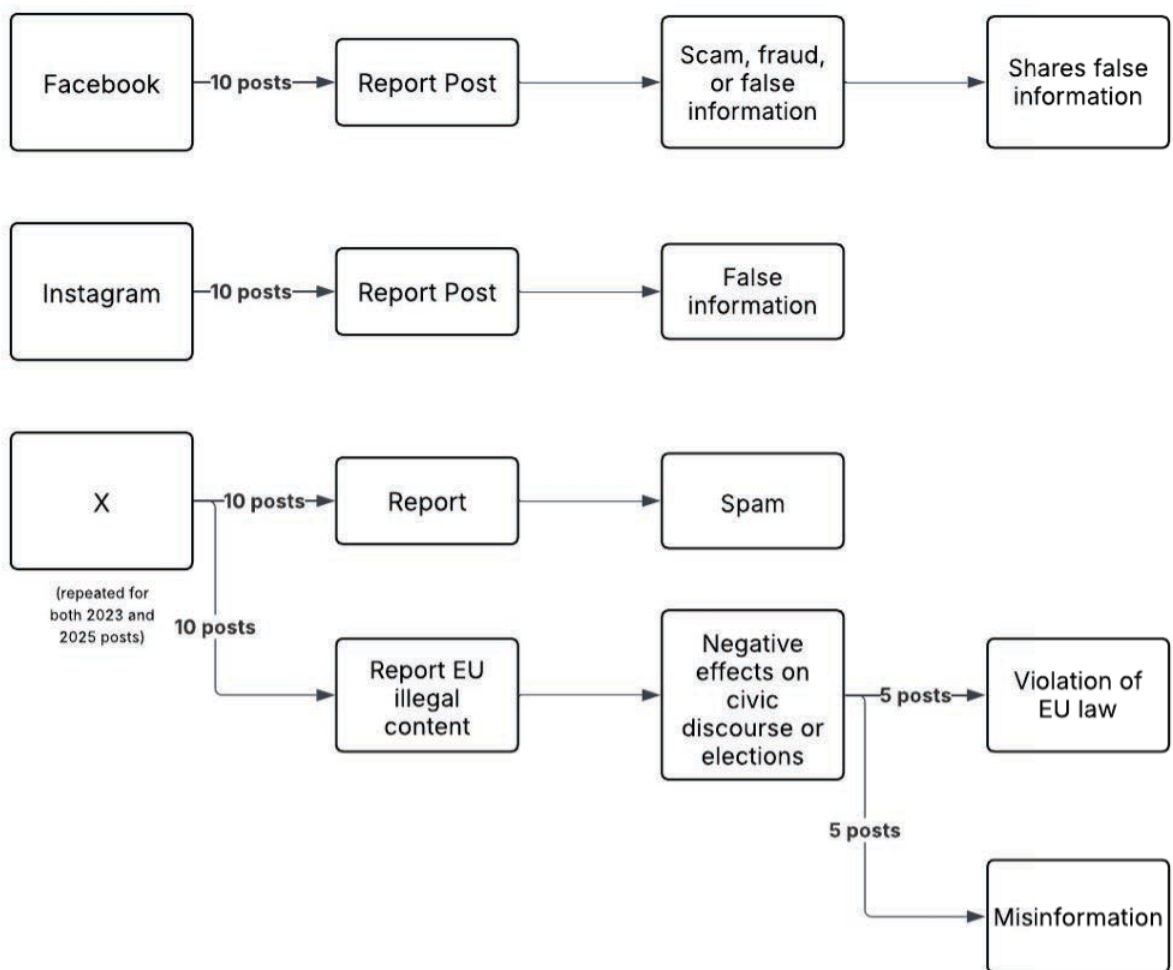 Facebook
10 posts
Report Post
Scam, fraud,
or false
information
Shares false
information
Instagram
10 posts
Report Post
False
information
X
(repeated for
both 2023 and
2025 posts)
10 posts
Report
Spam
10 posts
Report EU
illegal
content
Negative
effects on
civic
discourse or
elections
5 posts
Violation of
EU law
5 posts
Misinformation